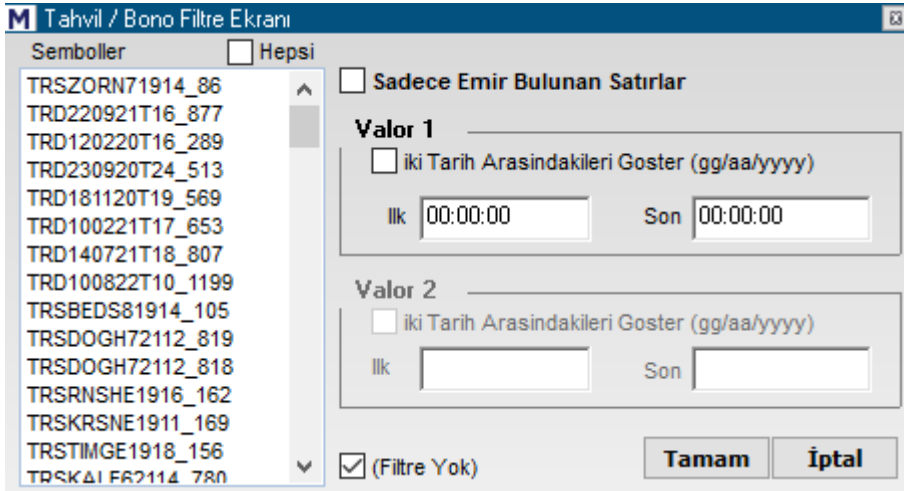 M Tahvil / Bono Filtre Ekranı
Semboller
Hepsi
TRSZORN71914_86
TRD220921T16_877
TRD120220T16_289
TRD230920T24_513
TRD181120T19_569
TRD100221T17_653
TRD140721T18_807
TRD100822T10_1199
TRSBEDS81914_105
TRSDOGH72112_819
TRSDOGH72112_818
TRSRNSHE1916_162
TRSKRSNE1911_169
TRSTIMGE1918_156
TRSKALE62114_780
Sadece Emir Bulunan Satırlar
Valor 1
iki Tarih Arasindakileri Goster (gg/aa/yyyy)
Ilk 00:00:00 Son 00:00:00
Valor 2
iki Tarih Arasindakileri Goster (gg/aa/yyyy)
Ilk Son
(Filtre Yok)
Tamam İptal